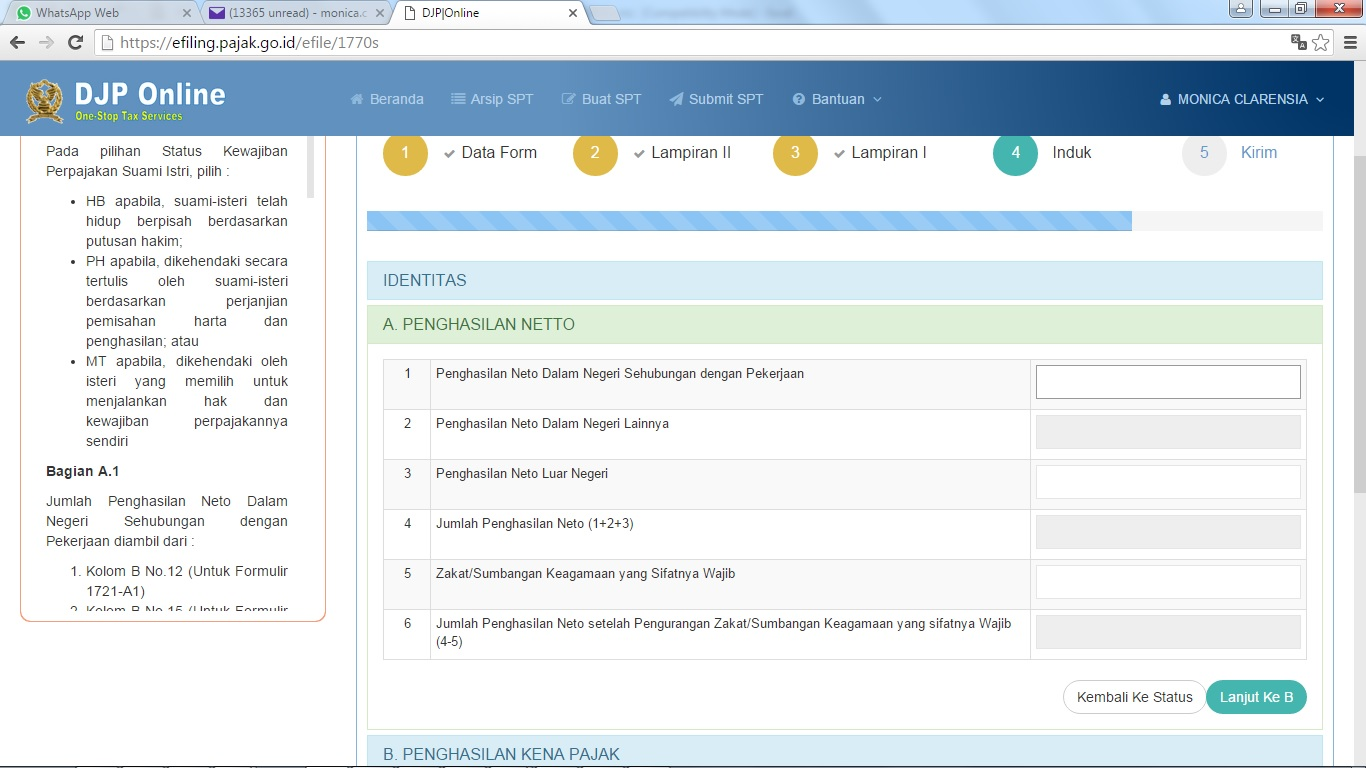 WhatsApp Web
(13365 unread) - monica.c
DJP|Online
https://efiling.pajak.go.id/efile/1770s
DJP Online
One-Stop Tax Services
Beranda
Arsip SPT
Buat SPT
Submit SPT
Bantuan
MONICA CLARENSIA
Pada pilihan Status Kewajiban
Perpajakan Suami Istri, pilih :
• HB apabila, suami-isteri telah
hidup berpisah berdasarkan
putusan hakim;
• PH apabila, dikehendaki secara
tertulis oleh suami-isteri
berdasarkan perjanjian
pemisahan harta dan
penghasilan; atau
• MT apabila, dikehendaki oleh
isteri yang memilih untuk
menjalankan hak dan
kewajiban perpajakannya
sendiri
Bagian A.1
Jumlah Penghasilan Neto Dalam
Negeri Sehubungan dengan
Pekerjaan diambil dari :
1. Kolom B No.12 (Untuk Formulir
1721-A1)
2. Kolom B No.15 (Untuk Formulir
1 Data Form
2 Lampiran II
3 Lampiran I
4 Induk
5 Kirim
IDENTITAS
A. PENGHASILAN NETTO
1 Penghasilan Neto Dalam Negeri Sehubungan dengan Pekerjaan
2 Penghasilan Neto Dalam Negeri Lainnya
3 Penghasilan Neto Luar Negeri
4 Jumlah Penghasilan Neto (1+2+3)
5 Zakat/Sumbangan Keagamaan yang Sifatnya Wajib
6 Jumlah Penghasilan Neto setelah Pengurangan Zakat/Sumbangan Keagamaan yang sifatnya Wajib
(4-5)
Kembali Ke Status
Lanjut Ke B
B. PENGHASILAN KENA PAJAK